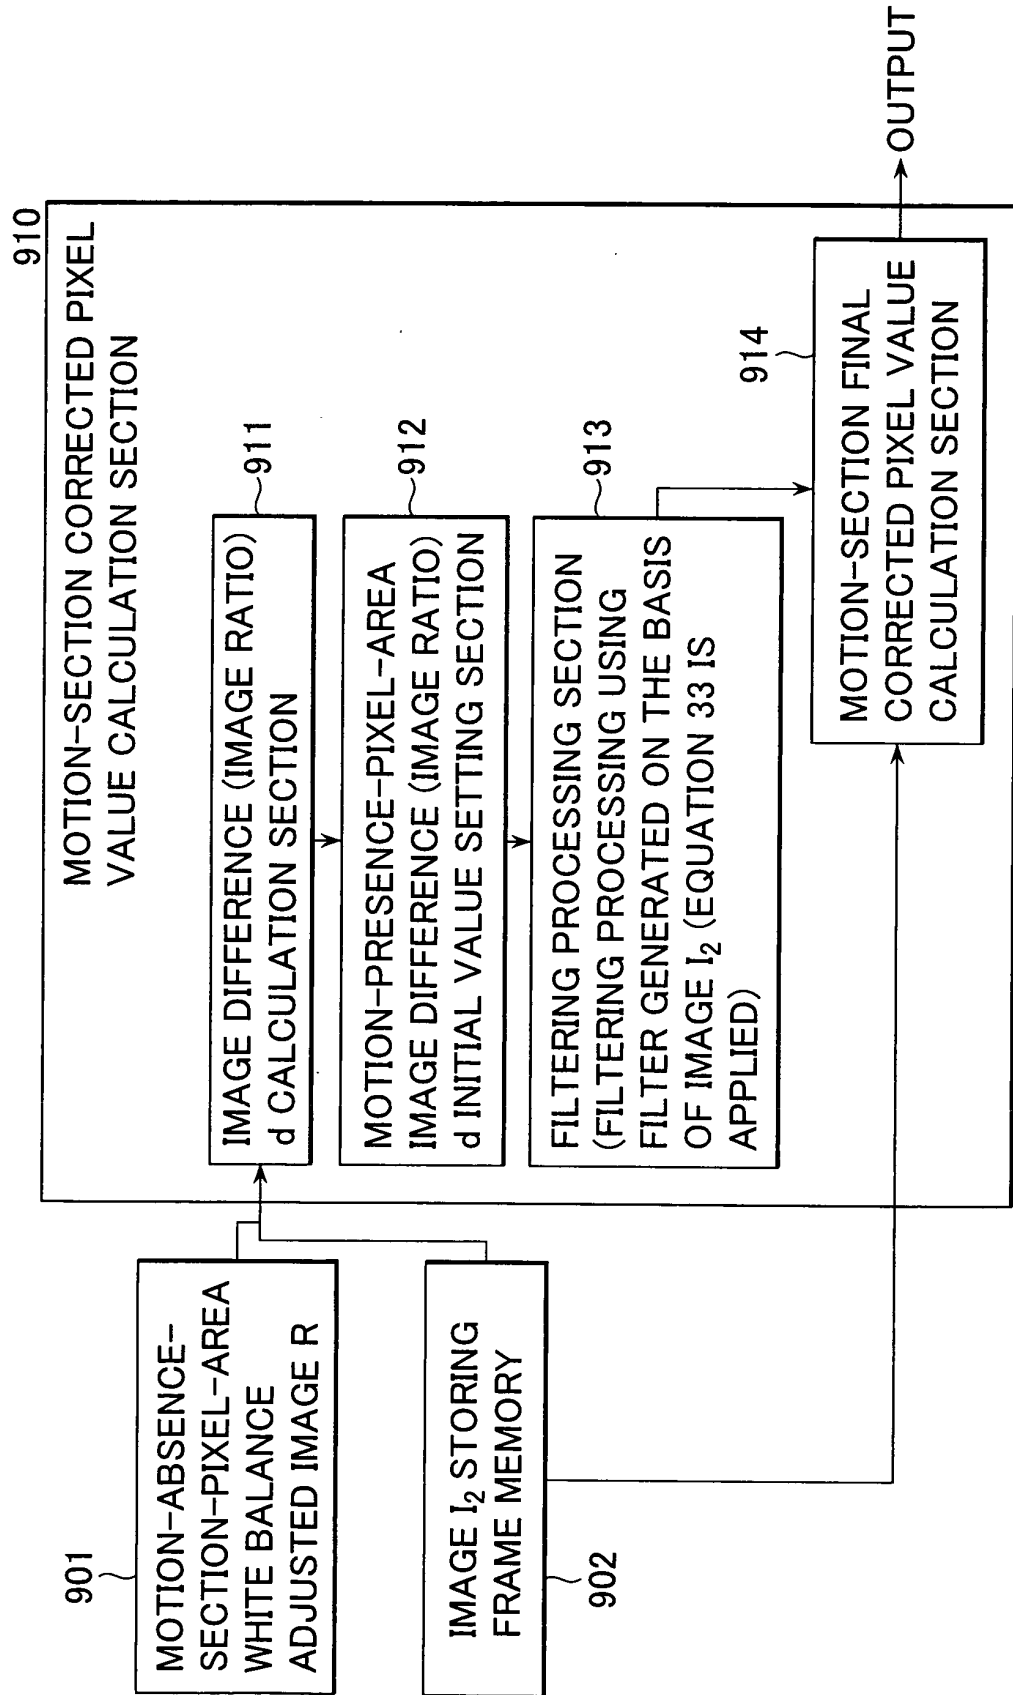 910
MOTION-SECTION CORRECTED PIXEL
VALUE CALCULATION SECTION
901
MOTION-ABSENCE-
SECTION-PIXEL-AREA
WHITE BALANCE
ADJUSTED IMAGE R
IMAGE I₂ STORING
FRAME MEMORY
902
911
IMAGE DIFFERENCE (IMAGE RATIO)
d CALCULATION SECTION
912
MOTION-PRESENCE-PIXEL-AREA
IMAGE DIFFERENCE (IMAGE RATIO)
d INITIAL VALUE SETTING SECTION
913
FILTERING PROCESSING SECTION
(FILTERING PROCESSING USING
FILTER GENERATED ON THE BASIS
OF IMAGE I₂ (EQUATION 33 IS
APPLIED)
914
MOTION-SECTION FINAL
CORRECTED PIXEL VALUE
CALCULATION SECTION
OUTPUT